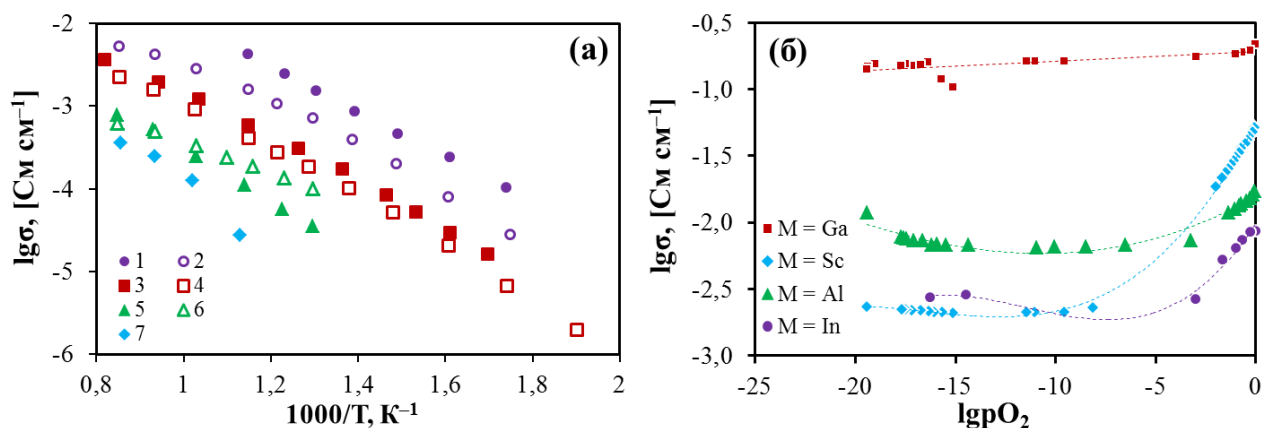 (а)
lgσ, [См см⁻¹]
-2
-3
-4
-5
-6
1 2
3 4
5 6
7
0,8 1 1,2 1,4 1,6 1,8 2
1000/T, К⁻¹
(б)
lgσ, [См см⁻¹]
-0,5
-1,0
-1,5
-2,0
-2,5
-3,0
M = Ga
M = Sc
M = Al
M = In
-25 -20 -15 -10 -5 0
lgpO₂